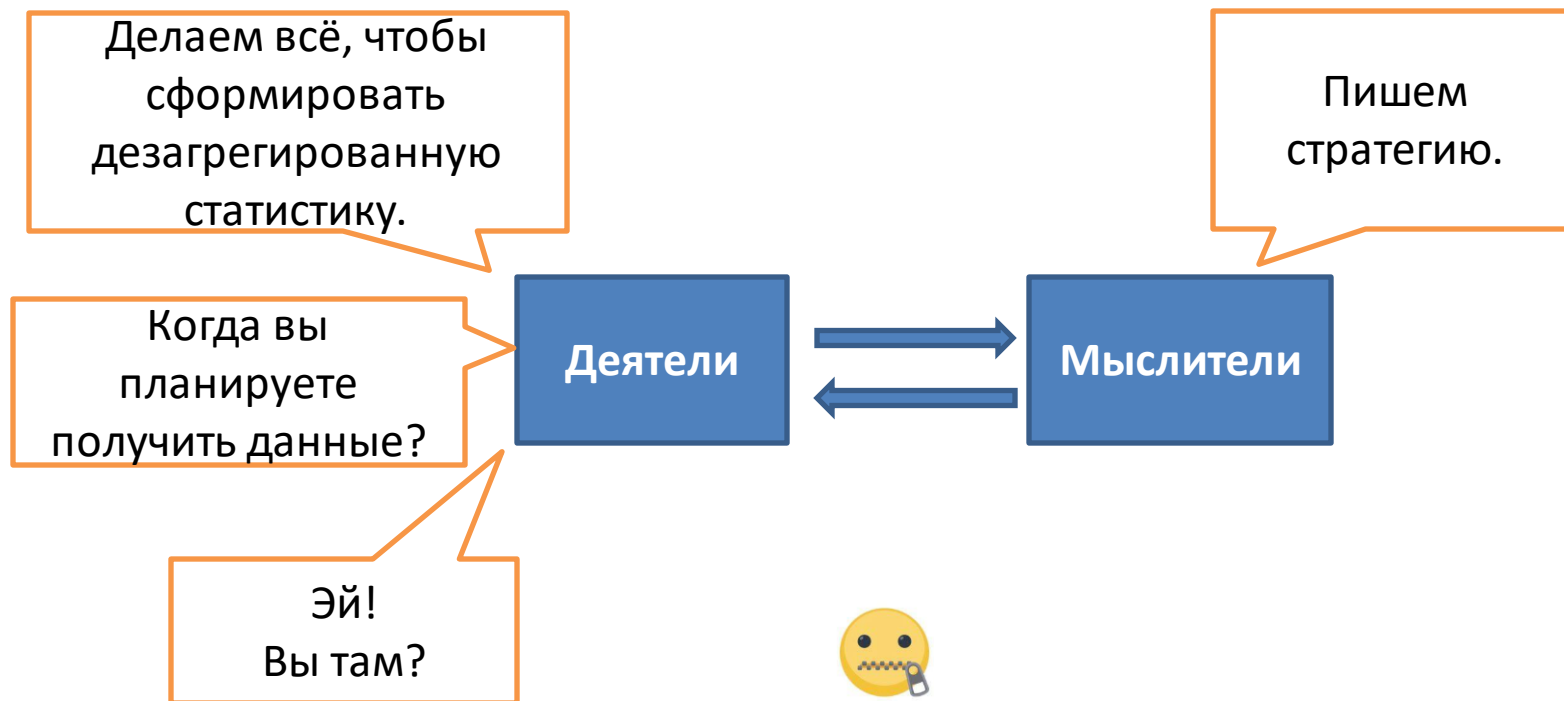 Делаем всё, чтобы
сформировать
дезагрегированную
статистику.
Пишем
стратегию.
Когда вы
планируете
получить данные?
Деятели
Мыслители
Эй!
Вы там?